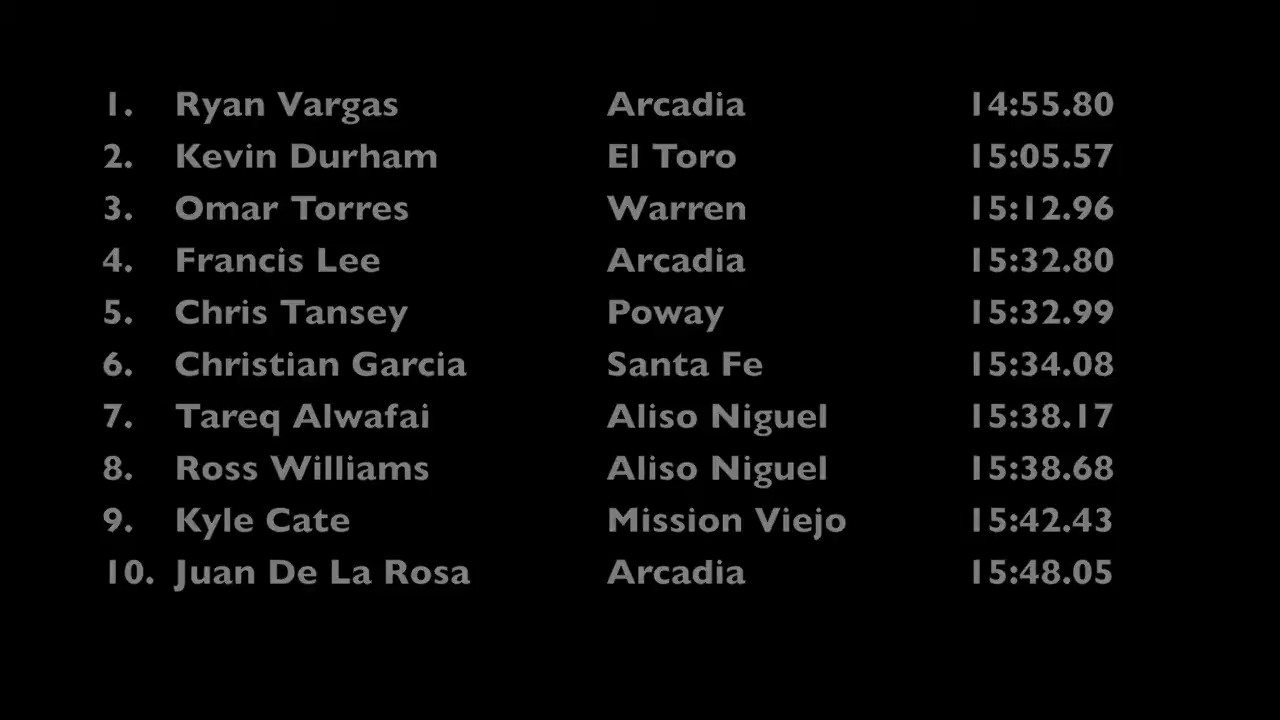 1. Ryan Vargas Arcadia 14:55.80
2. Kevin Durham El Toro 15:05.57
3. Omar Torres Warren 15:12.96
4. Francis Lee Arcadia 15:32.80
5. Chris Tansey Poway 15:32.99
6. Christian Garcia Santa Fe 15:34.08
7. Tareq Alwafai Aliso Niguel 15:38.17
8. Ross Williams Aliso Niguel 15:38.68
9. Kyle Cate Mission Viejo 15:42.43
10. Juan De La Rosa Arcadia 15:48.05